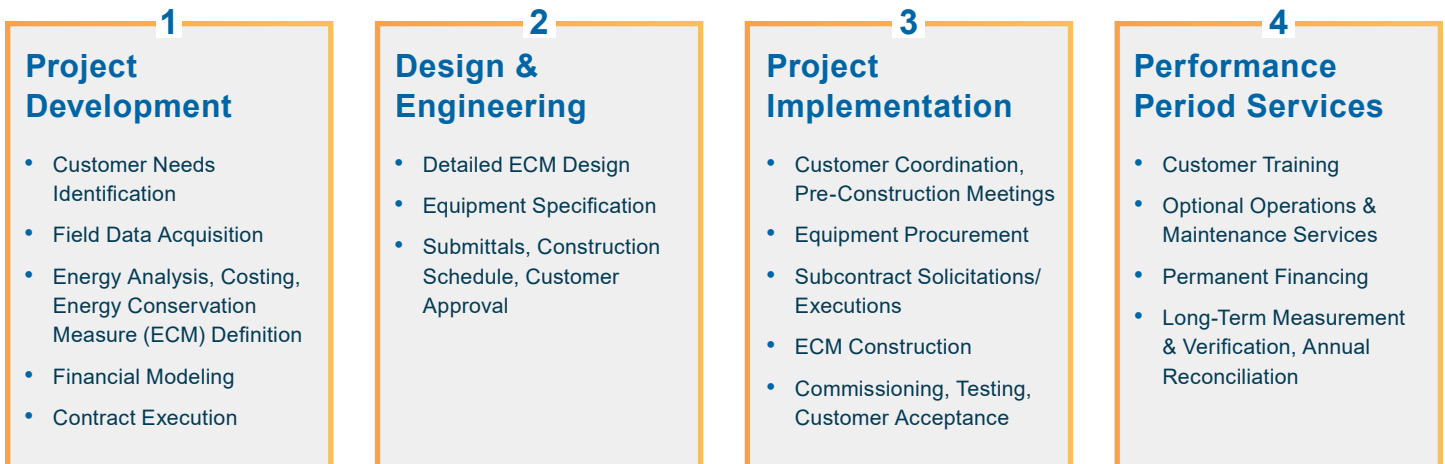 1
Project
Development
• Customer Needs
Identification
• Field Data Acquisition
• Energy Analysis, Costing,
Energy Conservation
Measure (ECM) Definition
• Financial Modeling
• Contract Execution
2
Design &
Engineering
• Detailed ECM Design
• Equipment Specification
• Submittals, Construction
Schedule, Customer
Approval
3
Project
Implementation
• Customer Coordination,
Pre-Construction Meetings
• Equipment Procurement
• Subcontract Solicitations/
Executions
• ECM Construction
• Commissioning, Testing,
Customer Acceptance
4
Performance
Period Services
• Customer Training
• Optional Operations &
Maintenance Services
• Permanent Financing
• Long-Term Measurement
& Verification, Annual
Reconciliation